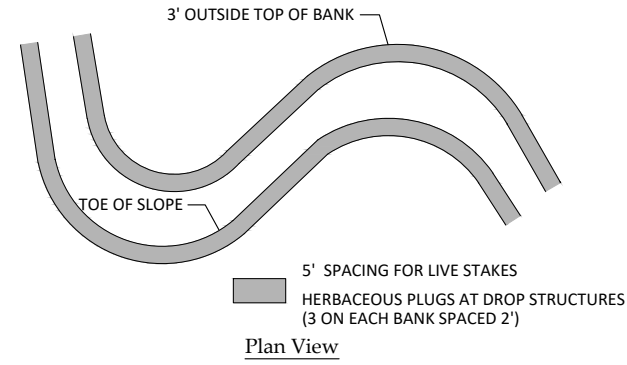 3' OUTSIDE TOP OF BANK
TOE OF SLOPE
5' SPACING FOR LIVE STAKES
HERBACEOUS PLUGS AT DROP STRUCTURES
(3 ON EACH BANK SPACED 2')
Plan View